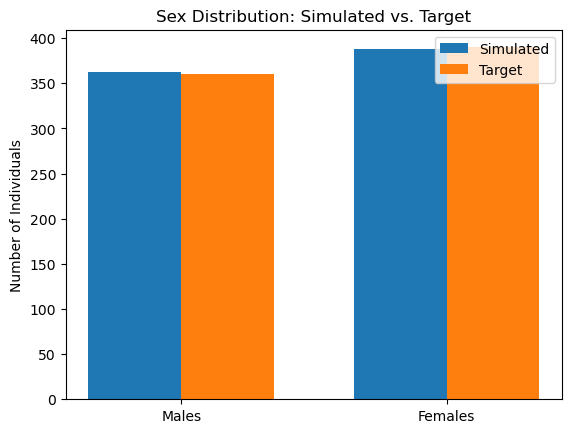 Sex Distribution: Simulated vs. Target
Number of Individuals
400
350
300
250
200
150
100
50
0
Simulated
Target
Males
Females